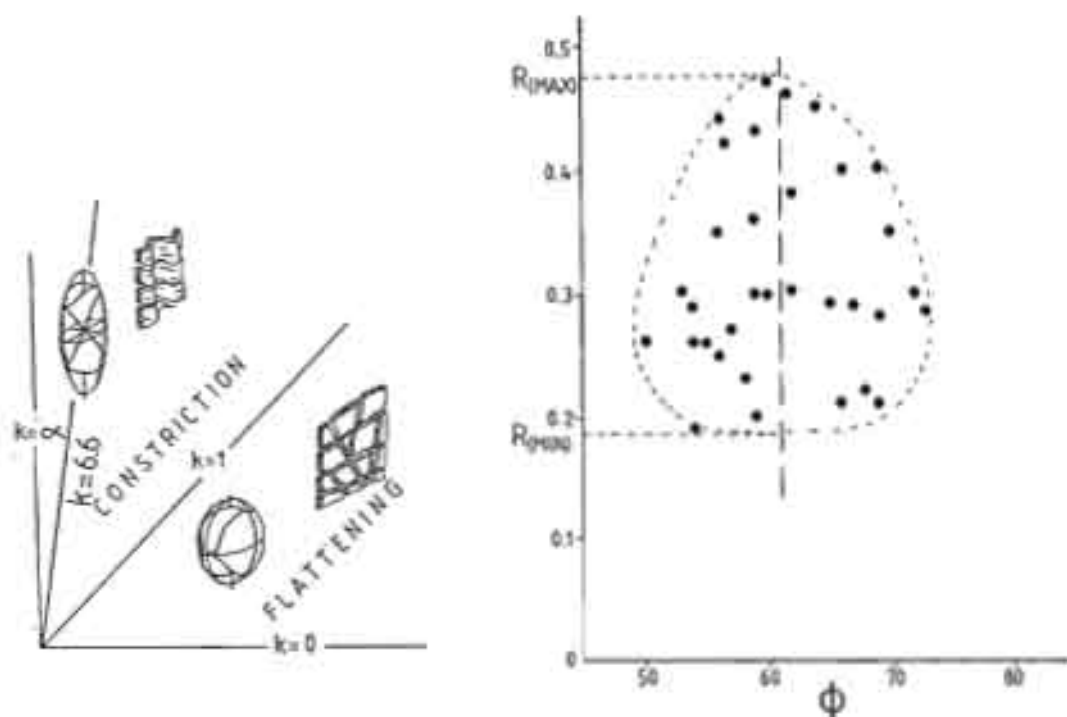 k=α
k=6.6
CONSTRICTION
k=1
FLATTENING
k=0
0.5
R(MAX)
0.4
0.3
0.2
R(MIN)
0.1
0
50
60
70
80
Φ